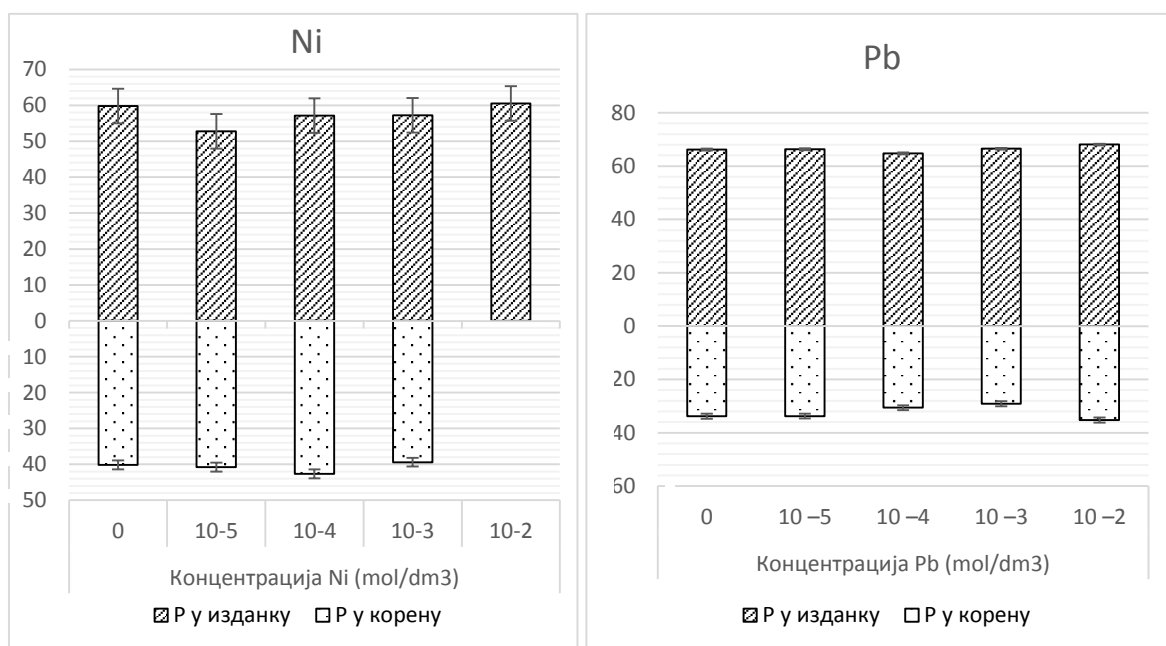 Ni
70
60
50
40
30
20
10
0
10
20
30
40
50
0 10-5 10-4 10-3 10-2
Концентрација Ni (mol/dm3)
Р у изданку Р у корену
Pb
80
60
40
20
0
20
40
60
0 10 –5 10 –4 10 –3 10 –2
Концентрација Pb (mol/dm3)
Р у изданку Р у корену